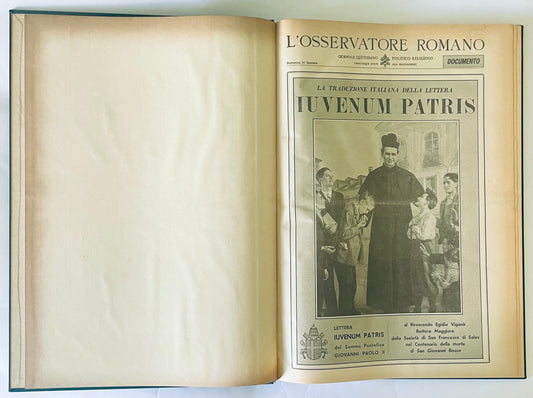 L'OSSERVATORE ROMANO
GIORNALE QUOTIDIANO POLITICO RELIGIOSO
DOCUMENTO
LA TRADUZIONE ITALIANA DELLA LETTERA
IUVENUM PATRIS
LETTERA
IUVENUM PATRIS
del Sommo Pontefice
GIOVANNI PAOLO II
al Reverendo Egidio Viganò
Rettore Maggiore
della Società di San Francesco di Sales
nel Centenario della morte
di San Giovanni Bosco